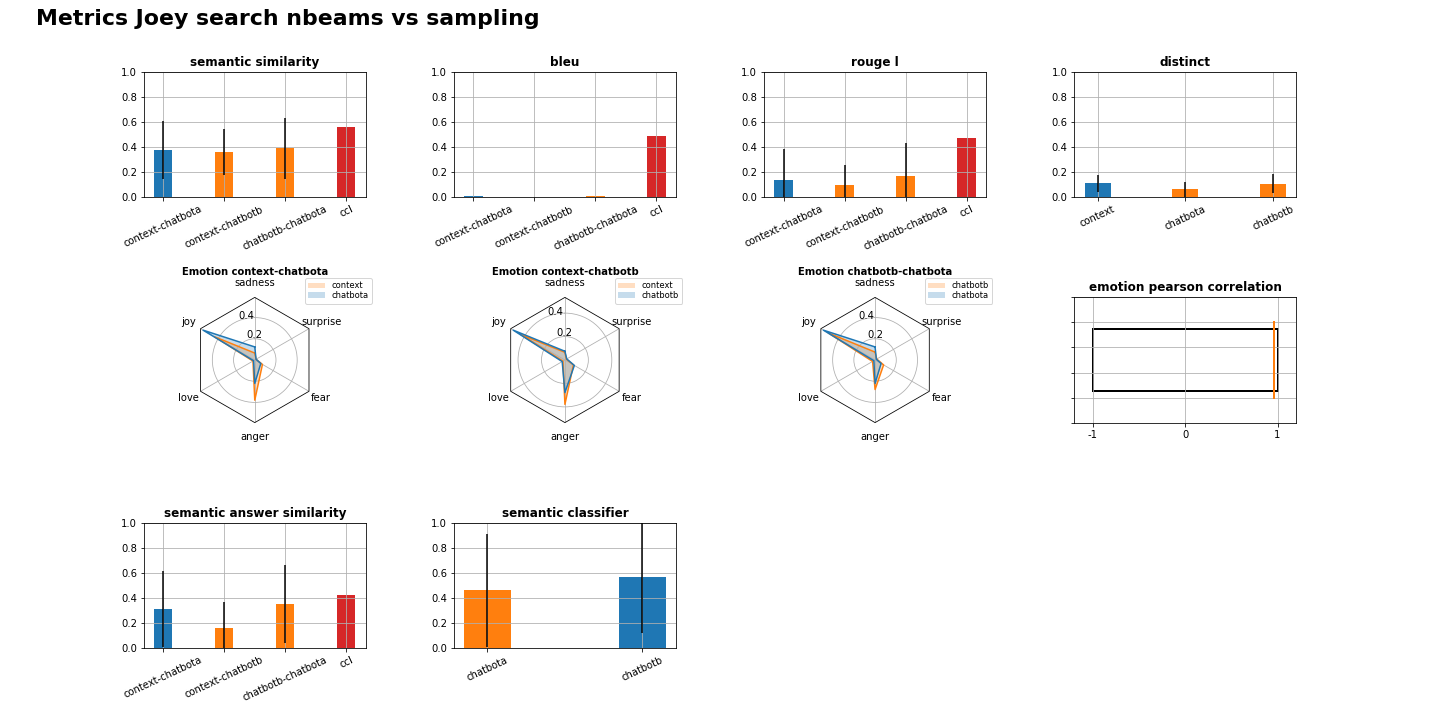 Metrics Joey search nbeams vs sampling
semantic similarity
1.0
0.8
0.6
0.4
0.2
0.0
context-chatbota
context-chatbotb
chatbotb-chatbota
ccl
bleu
1.0
0.8
0.6
0.4
0.2
0.0
context-chatbota
context-chatbotb
chatbotb-chatbota
ccl
rouge l
1.0
0.8
0.6
0.4
0.2
0.0
context-chatbota
context-chatbotb
chatbotb-chatbota
ccl
distinct
1.0
0.8
0.6
0.4
0.2
0.0
context
chatbota
chatbotb
Emotion context-chatbota
sadness
context
chatbota
joy
surprise
0.4
0.2
love
fear
anger
Emotion context-chatbotb
sadness
context
chatbotb
joy
surprise
0.4
0.2
love
fear
anger
Emotion chatbotb-chatbota
sadness
chatbotb
chatbota
joy
surprise
0.4
0.2
love
fear
anger
emotion pearson correlation
-1
0
1
semantic answer similarity
1.0
0.8
0.6
0.4
0.2
0.0
context-chatbota
context-chatbotb
chatbotb-chatbota
ccl
semantic classifier
1.0
0.8
0.6
0.4
0.2
0.0
chatbota
chatbotb